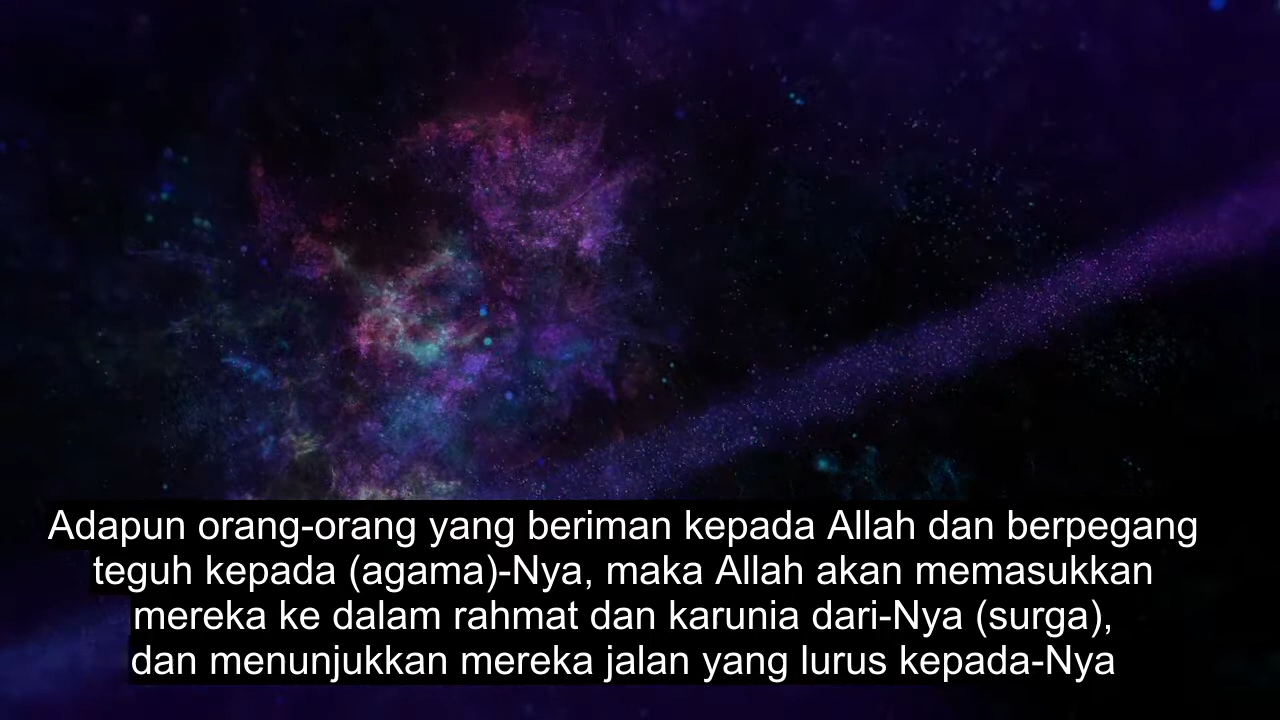 Adapun orang-orang yang beriman kepada Allah dan berpegang
teguh kepada (agama)-Nya, maka Allah akan memasukkan
mereka ke dalam rahmat dan karunia dari-Nya (surga),
dan menunjukkan mereka jalan yang lurus kepada-Nya